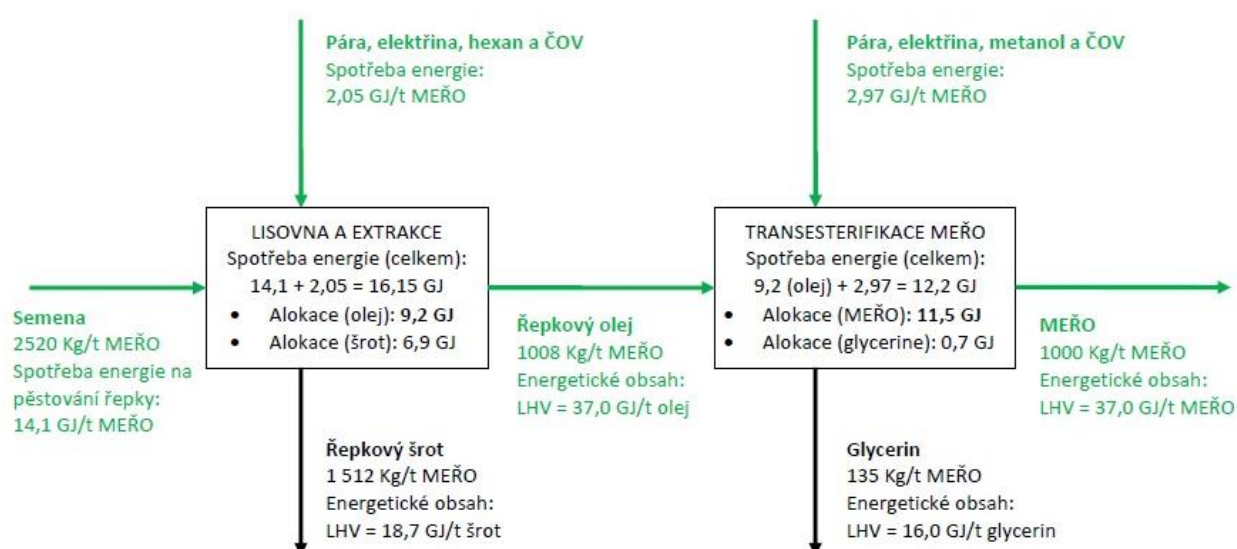 Pára, elektřina, hexan a ČOV
Spotřeba energie:
2,05 GJ/t MEŘO
Pára, elektřina, metanol a ČOV
Spotřeba energie:
2,97 GJ/t MEŘO
LISOVNA A EXTRAKCE
Spotřeba energie (celkem):
14,1 + 2,05 = 16,15 GJ
• Alokace (olej): 9,2 GJ
• Alokace (šrot): 6,9 GJ
TRANSESTERIFIKACE MEŘO
Spotřeba energie (celkem):
9,2 (olej) + 2,97 = 12,2 GJ
• Alokace (MEŘO): 11,5 GJ
• Alokace (glycerine): 0,7 GJ
Semena
2520 Kg/t MEŘO
Spotřeba energie na
pěstování řepky:
14,1 GJ/t MEŘO
Řepkový olej
1008 Kg/t MEŘO
Energetické obsah:
LHV = 37,0 GJ/t olej
MEŘO
1000 Kg/t MEŘO
Energetické obsah:
LHV = 37,0 GJ/t MEŘO
Řepkový šrot
1 512 Kg/t MEŘO
Energetické obsah:
LHV = 18,7 GJ/t šrot
Glycerin
135 Kg/t MEŘO
Energetické obsah:
LHV = 16,0 GJ/t glycerin